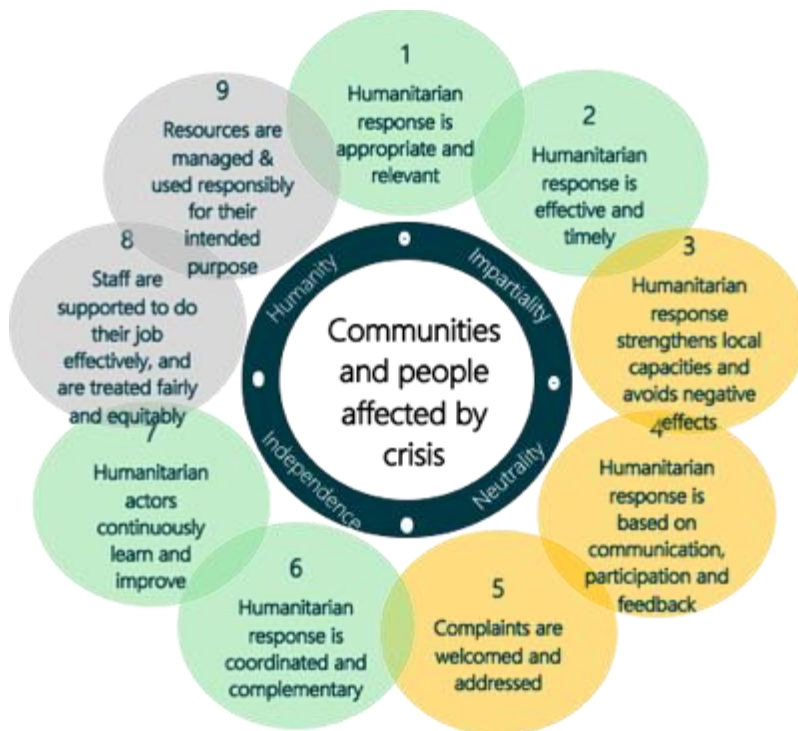 1
Humanitarian
response is
appropriate and
relevant
2
Humanitarian
response is
effective and
timely
3
Humanitarian
response
strengthens local
capacities and
avoids negative
effects
4
Humanitarian
response is
based on
communication,
participation and
feedback
5
Complaints are
welcomed and
addressed
6
Humanitarian
response is
coordinated and
complementary
7
Humanitarian
actors
continuously
learn and
improve
8
Staff are
supported to do
their job
effectively, and
are treated fairly
and equitably
9
Resources are
managed &
used responsibly
for their
intended
purpose
Humanity
Impartiality
Neutrality
Independence
Communities
and people
affected by
crisis